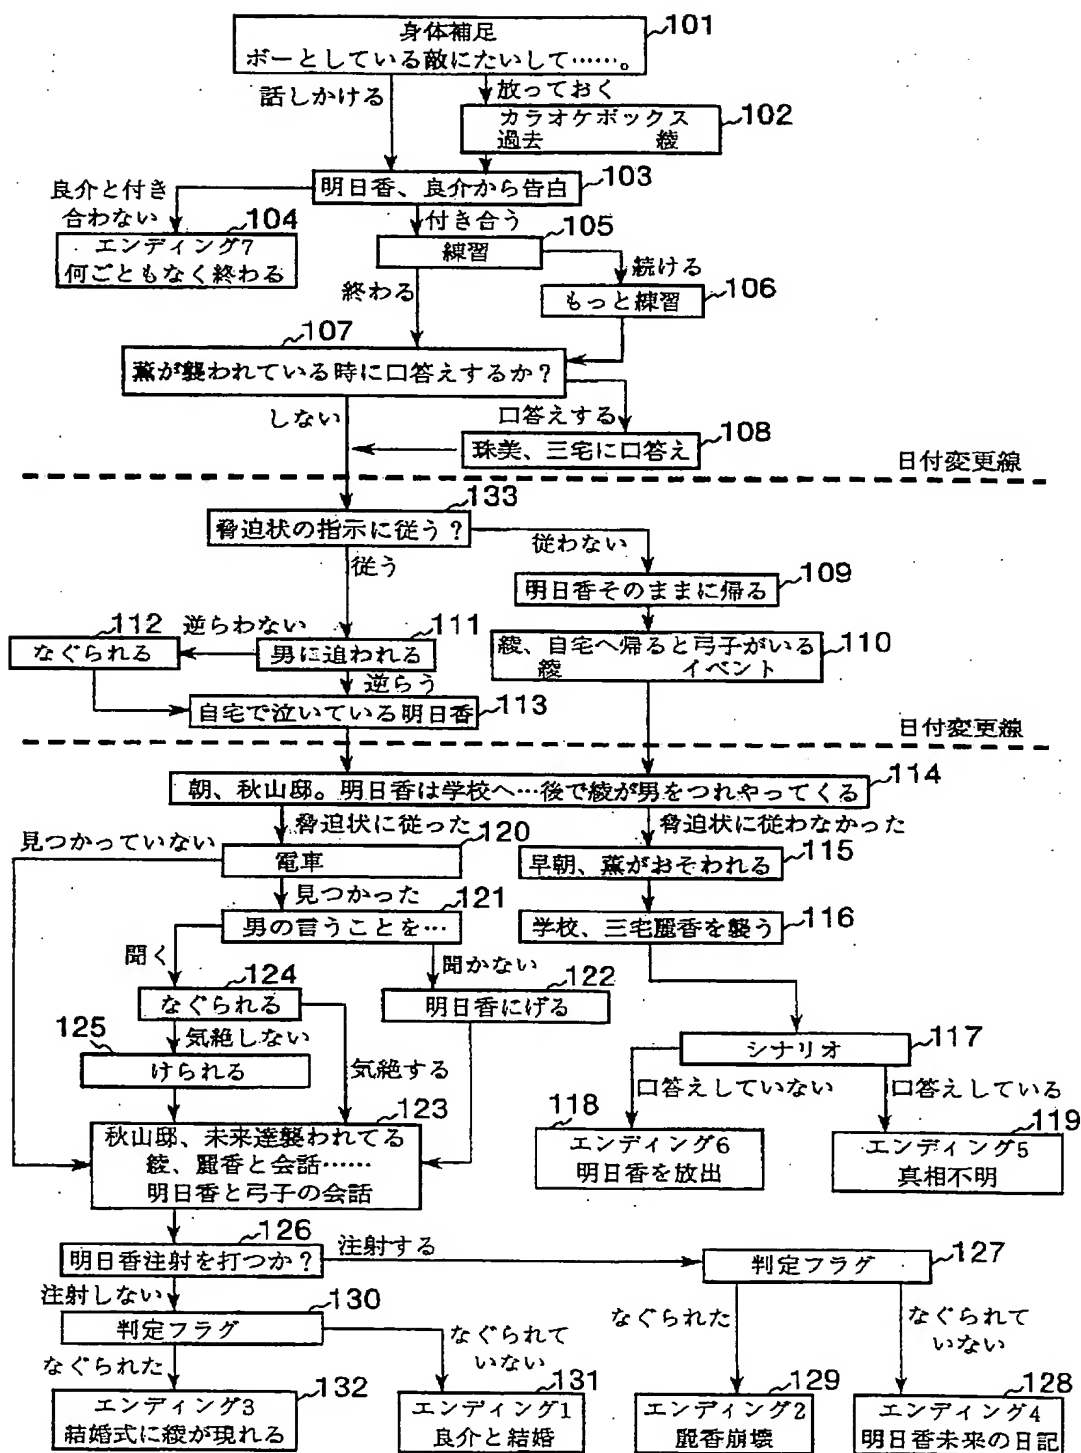 身体補足
ボーとしている敵にたいして……。
101
話しかける
放っておく
カラオケボックス
過去 綾
102
明日香、良介から告白
103
良介と付き
合わない
104
エンディング7
何ごともなく終わる
付き合う
105
練習
続ける
終わる
もっと練習
106
107
薫が襲われている時に口答えするか?
しない
口答えする
珠美、三宅に口答え
108
日付変更線
133
脅迫状の指示に従う?
従わない
従う
明日香そのままに帰る
109
112
逆らわない
111
なぐられる
男に追われる
逆らう
綾、自宅へ帰ると弓子がいる
綾 イベント
110
自宅で泣いている明日香
113
日付変更線
朝、秋山邸。明日香は学校へ…後で綾が男をつれやってくる
114
脅迫状に従った
脅迫状に従わなかった
見つかっていない
120
電車
早朝、薫がおそわれる
115
見つかった
121
男の言うことを…
学校、三宅麗香を襲う
116
聞く
聞かない
124
122
なぐられる
明日香にげる
125
気絶しない
気絶する
けられる
シナリオ
117
口答えしていない
口答えしている
118
119
エンディング6
明日香を放出
エンディング5
真相不明
123
秋山邸、未来達襲われてる
綾、麗香と会話……
明日香と弓子の会話
126
明日香注射を打つか?
注射する
127
判定フラグ
注射しない
130
判定フラグ
なぐられた
なぐられて
いない
なぐられた
なぐられて
いない
132
エンディング3
結婚式に綾が現れる
131
エンディング1
良介と結婚
129
エンディング2
麗香崩壊
128
エンディング4
明日香未来の日記